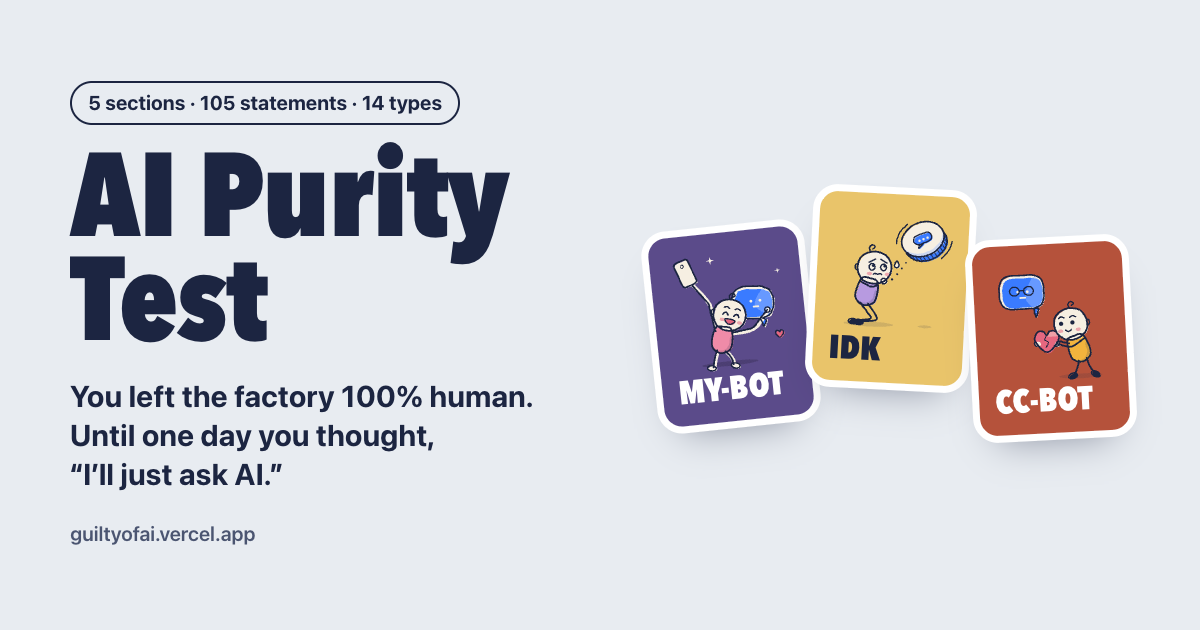 5 sections · 105 statements · 14 types
AI Purity
Test
You left the factory 100% human.
Until one day you thought,
“I’ll just ask AI.”
guiltyofai.vercel.app
MY-BOT
IDK
CC-BOT